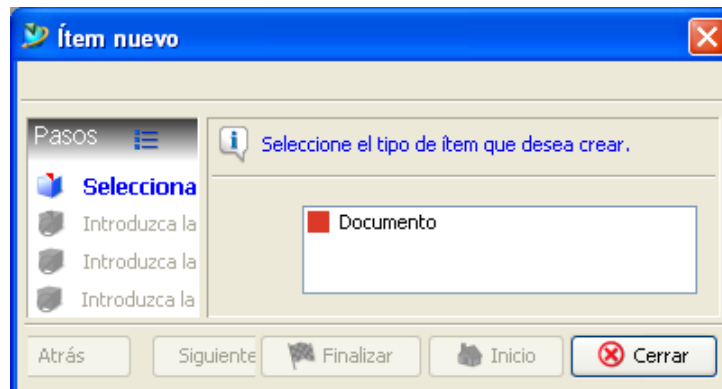 Ítem nuevo
Pasos
Selecciona
Introduzca la
Introduzca la
Introduzca la
Seleccione el tipo de ítem que desea crear.
Documento
Atrás
Siguiente
Finalizar
Inicio
Cerrar